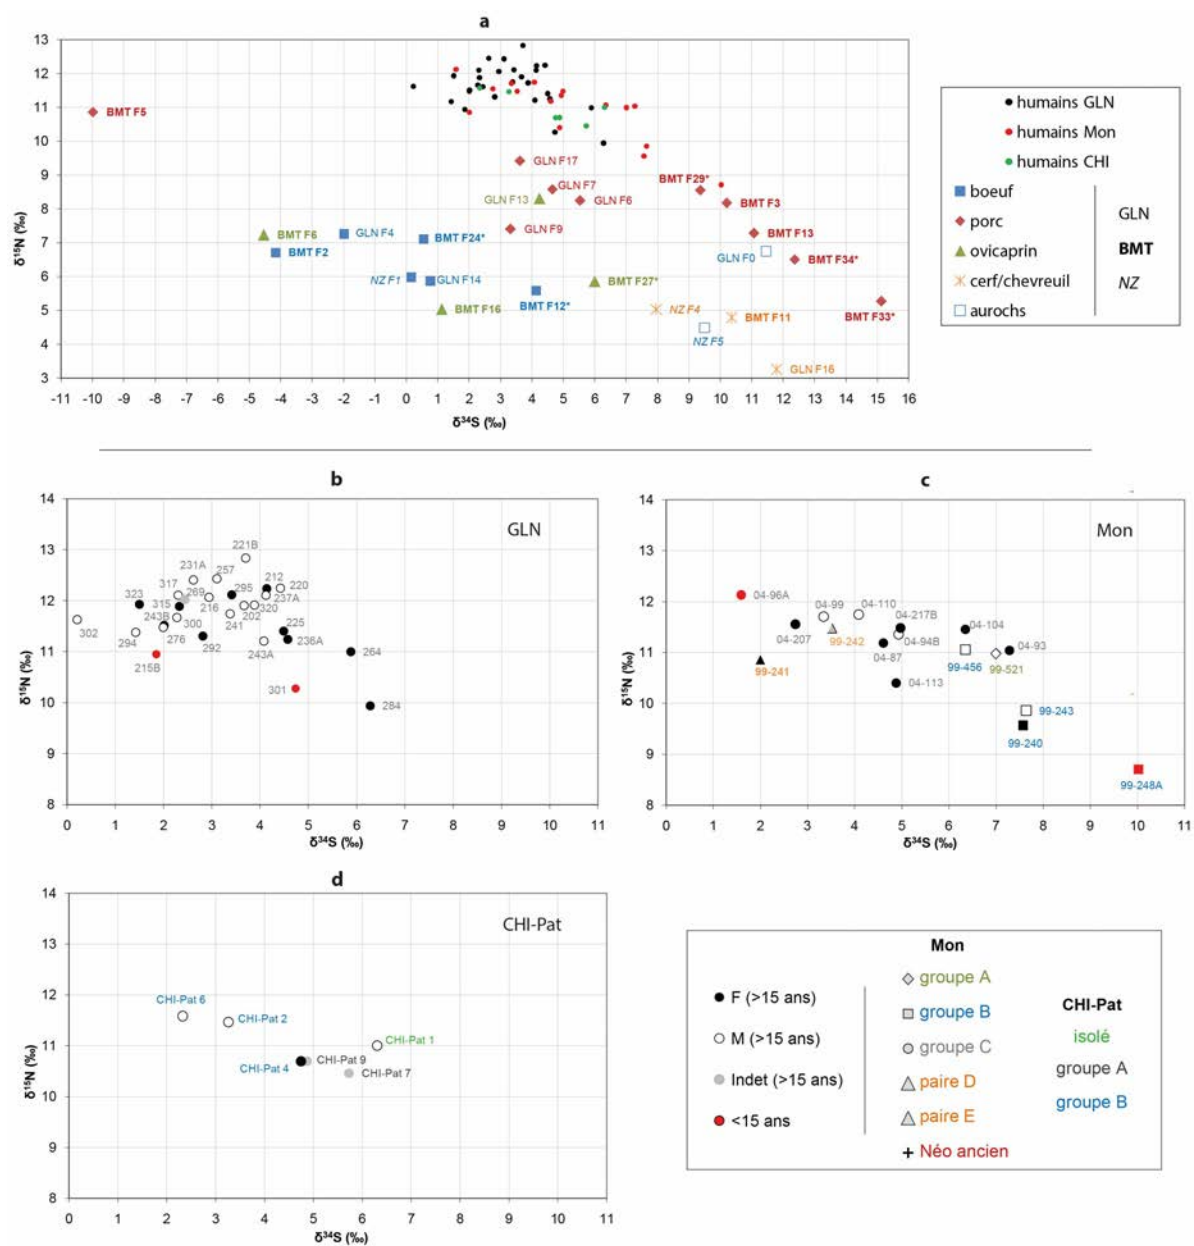 a
13
12
11
10
9
8
7
6
5
4
3
δ15N (‰)
-11 -10 -9 -8 -7 -6 -5 -4 -3 -2 -1 0 1 2 3 4 5 6 7 8 9 10 11 12 13 14 15 16
δ34S (‰)
BMT F5
GLN F17
GLN F7
GLN F13
GLN F6
BMT F29*
BMT F3
BMT F6
GLN F4
BMT F24*
GLN F9
BMT F13
BMT F2
GLN F0
BMT F34*
NZ F1
GLN F14
BMT F27*
BMT F16
BMT F12*
NZ F4
BMT F11
BMT F33*
NZ F5
GLN F16
humains GLN
humains Mon
humains CHI
boeuf
porc
ovicaprin
cerf/chevreuil
aurochs
GLN
BMT
NZ
b
GLN
14
13
12
11
10
9
8
δ15N (‰)
0 1 2 3 4 5 6 7 8 9 10 11
δ34S (‰)
221B
231A
257
317
269
295
212
220
323
315
216
237A
243B
300
241
202
320
225
302
294
276
292
243A
236A
264
215B
301
284
c
Mon
14
13
12
11
10
9
8
δ15N (‰)
0 1 2 3 4 5 6 7 8 9 10 11
δ34S (‰)
04-96A
04-99
04-110
04-217B
04-104
04-207
99-242
04-94B
04-93
04-87
99-456
99-521
99-241
04-113
99-243
99-240
99-248A
d
CHI-Pat
14
13
12
11
10
9
8
δ15N (‰)
0 1 2 3 4 5 6 7 8 9 10 11
δ34S (‰)
CHI-Pat 6
CHI-Pat 2
CHI-Pat 1
CHI-Pat 9
CHI-Pat 4
CHI-Pat 7
F (>15 ans)
M (>15 ans)
Indet (>15 ans)
<15 ans
Mon
groupe A
groupe B
groupe C
paire D
paire E
Néo ancien
CHI-Pat
isolé
groupe A
groupe B